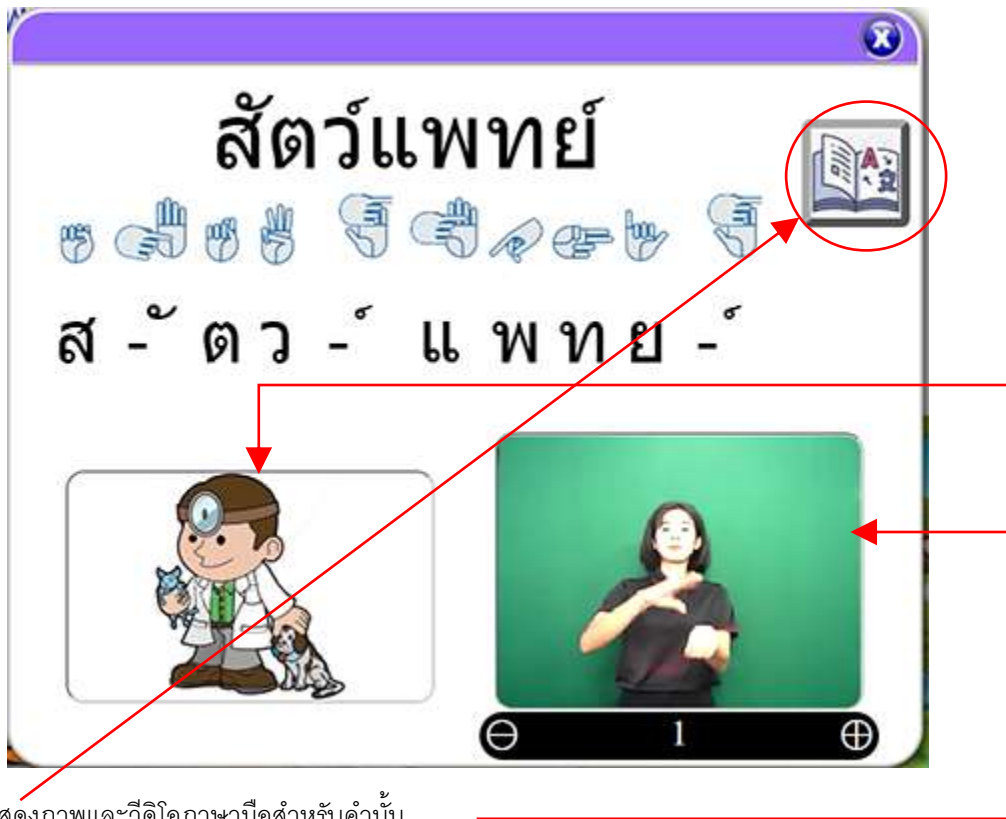 สัตว์แพทย์
ส -ั ต ว -์ แ พ ท ย -์
1
สดงภาพและวีดิโอภาษามือสำหรับคำนั้น